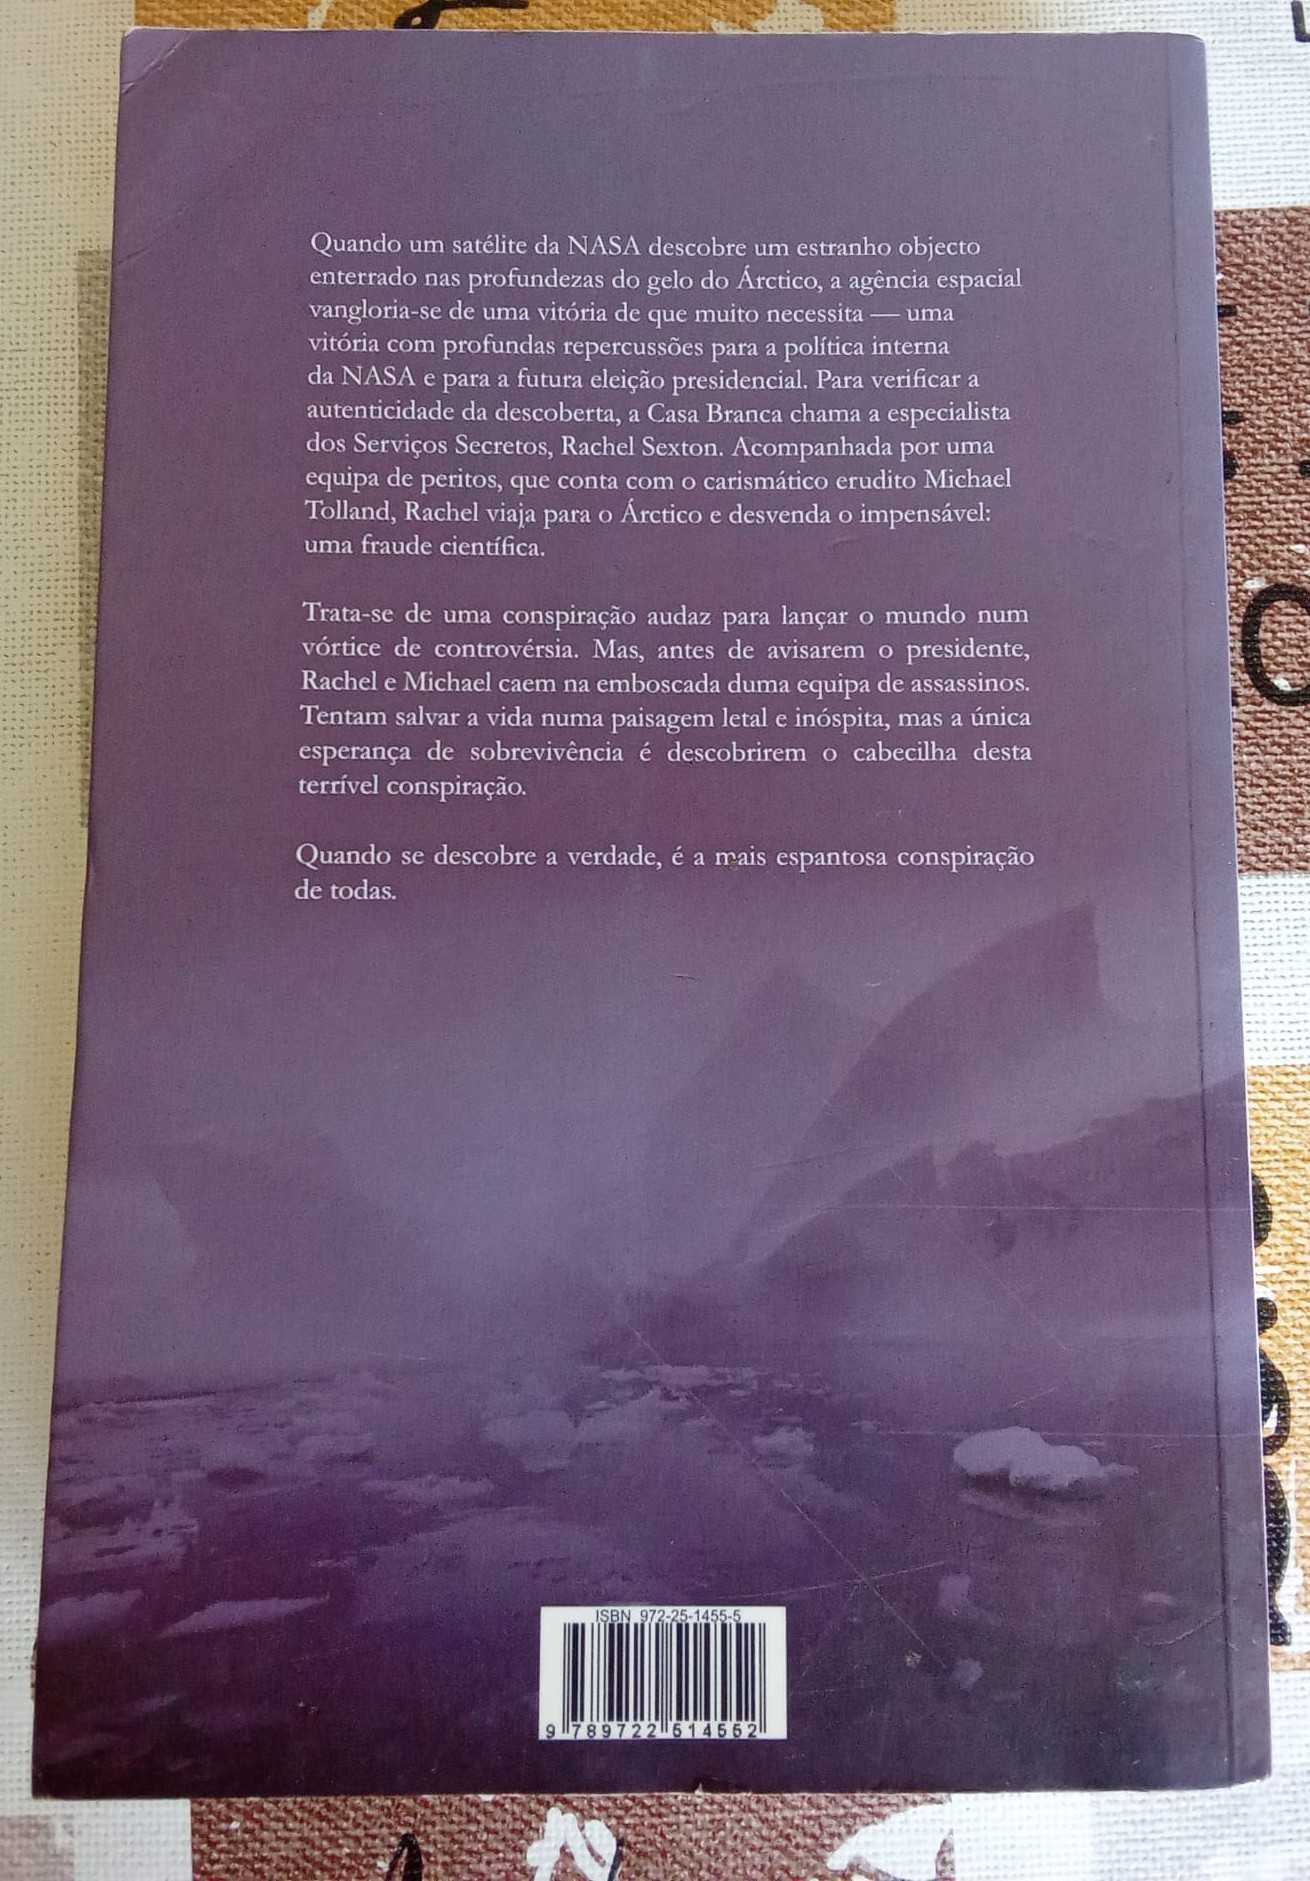 Quando um satélite da NASA descobre um estranho objecto
enterrado nas profundezas do gelo do Árctico, a agência espacial
vangloria-se de uma vitória de que muito necessita — uma
vitória com profundas repercussões para a política interna
da NASA e para a futura eleição presidencial. Para verificar a
autenticidade da descoberta, a Casa Branca chama a especialista
dos Serviços Secretos, Rachel Sexton. Acompanhada por uma
equipa de peritos, que conta com o carismático erudito Michael
Tolland, Rachel viaja para o Árctico e desvenda o impensável:
uma fraude científica.
Trata-se de uma conspiração audaz para lançar o mundo num
vórtice de controvérsia. Mas, antes de avisarem o presidente,
Rachel e Michael caem na emboscada duma equipa de assassinos.
Tentam salvar a vida numa paisagem letal e inóspita, mas a única
esperança de sobrevivência é descobrirem o cabecilha desta
terrível conspiração.
Quando se descobre a verdade, é a mais espantosa conspiração
de todas.
ISBN 972-25-1455-5
9 789722 514552